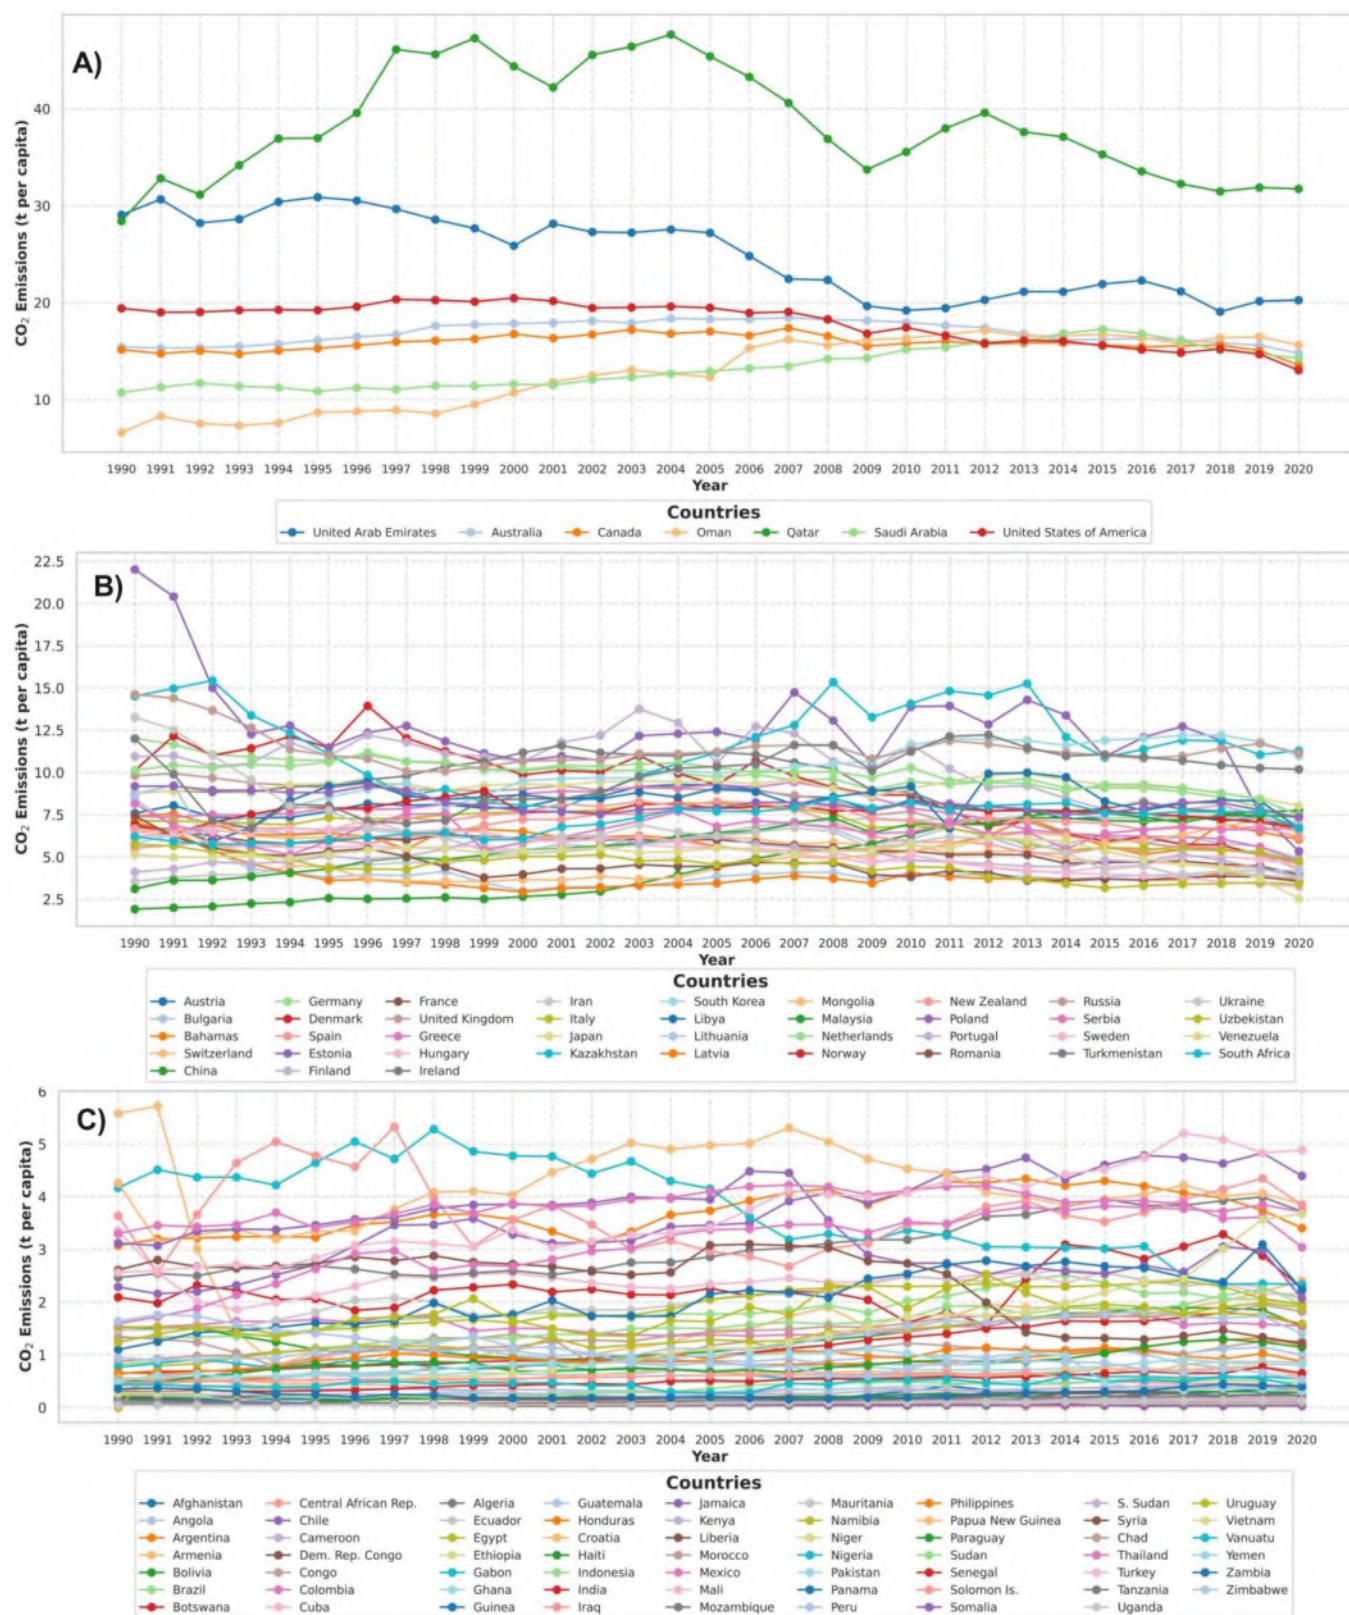 A)
CO₂ Emissions (t per capita)
40
30
20
10
1990 1991 1992 1993 1994 1995 1996 1997 1998 1999 2000 2001 2002 2003 2004 2005 2006 2007 2008 2009 2010 2011 2012 2013 2014 2015 2016 2017 2018 2019 2020
Year
Countries
United Arab Emirates Australia Canada Oman Qatar Saudi Arabia United States of America
B)
CO₂ Emissions (t per capita)
22.5
20.0
17.5
15.0
12.5
10.0
7.5
5.0
2.5
1990 1991 1992 1993 1994 1995 1996 1997 1998 1999 2000 2001 2002 2003 2004 2005 2006 2007 2008 2009 2010 2011 2012 2013 2014 2015 2016 2017 2018 2019 2020
Year
Countries
Austria Germany France Iran South Korea Mongolia New Zealand Russia Ukraine
Bulgaria Denmark United Kingdom Italy Libya Malaysia Poland Serbia Uzbekistan
Bahamas Spain Greece Japan Lithuania Netherlands Portugal Sweden Venezuela
Switzerland Estonia Hungary Kazakhstan Latvia Norway Romania Turkmenistan South Africa
China Finland Ireland
C)
CO₂ Emissions (t per capita)
6
5
4
3
2
1
0
1990 1991 1992 1993 1994 1995 1996 1997 1998 1999 2000 2001 2002 2003 2004 2005 2006 2007 2008 2009 2010 2011 2012 2013 2014 2015 2016 2017 2018 2019 2020
Year
Countries
Afghanistan Central African Rep. Algeria Guatemala Jamaica Mauritania Philippines S. Sudan Uruguay
Angola Chile Ecuador Honduras Kenya Namibia Papua New Guinea Syria Vietnam
Argentina Cameroon Egypt Croatia Liberia Niger Paraguay Chad Vanuatu
Armenia Dem. Rep. Congo Ethiopia Haiti Morocco Nigeria Sudan Thailand Yemen
Bolivia Congo Gabon Indonesia Mexico Pakistan Senegal Turkey Zambia
Brazil Colombia Ghana India Mali Panama Solomon Is. Tanzania Zimbabwe
Botswana Cuba Guinea Iraq Mozambique Peru Somalia Uganda